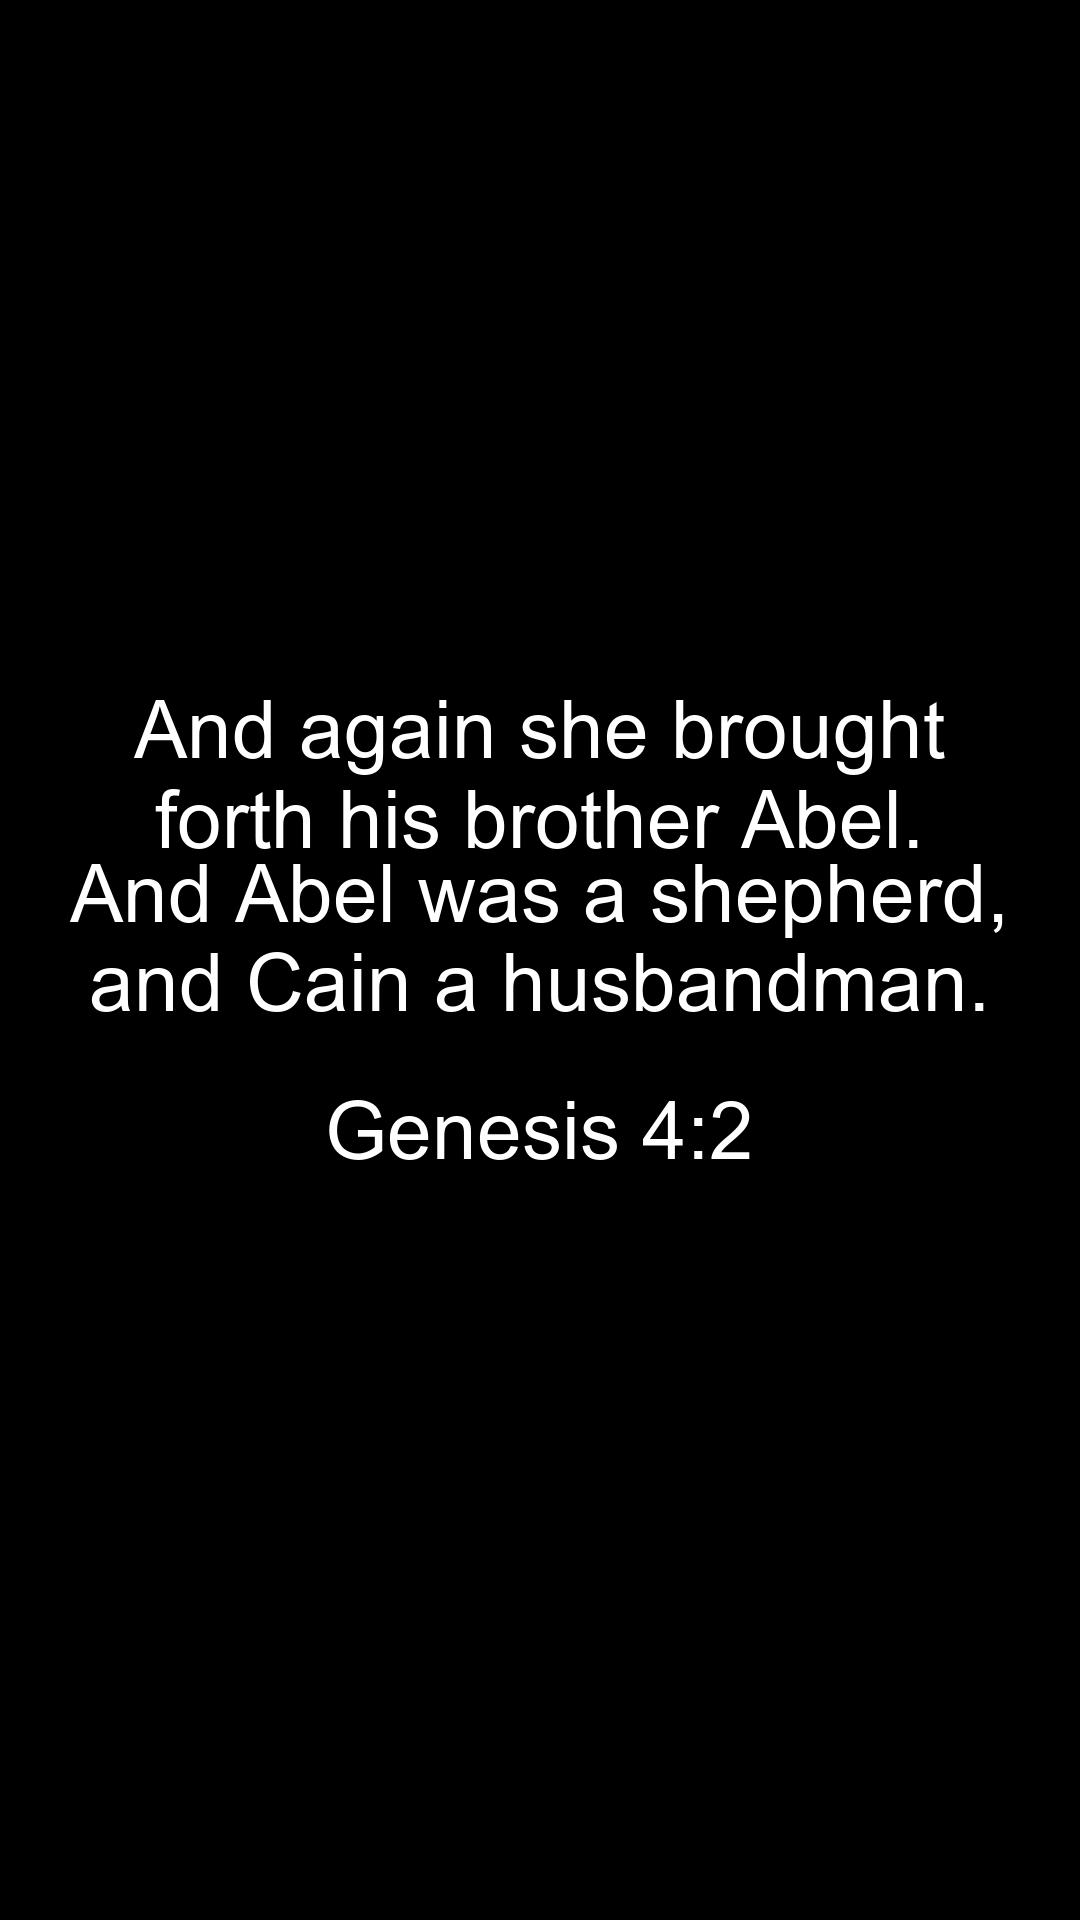 And again she brought
forth his brother Abel.
And Abel was a shepherd,
and Cain a husbandman.
Genesis 4:2